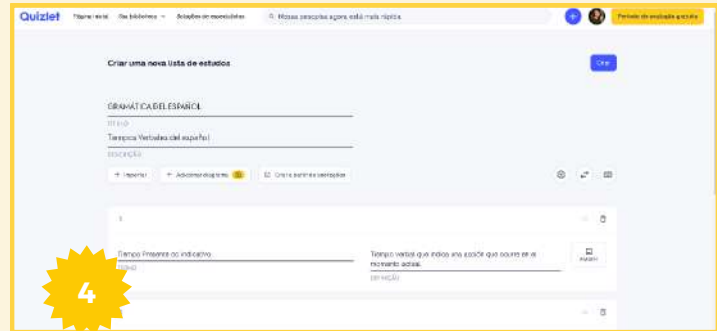 Quizlet
Página inicial Sua biblioteca Soluções de especialistas Nossa pesquisa agora está mais rápida Período de avaliação gratuita
Criar uma nova lista de estudos
Criar
GRAMÁTICA DEL ESPAÑOL
TÍTULO
Tiempos Verbales del español
DESCRIÇÃO
+ Importar + Adicionar diagrama Criar a partir de anotações
1
Tiempo Presente do indicativo
Tiempo verbal que indica una acción que ocurre en el
momento actual.
TERMO
DEFINIÇÃO
IMAGEM
4